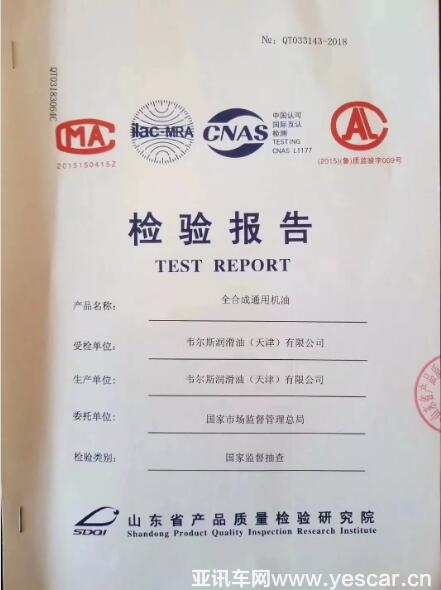 №: QT033143-2018
MA
2015150415Z
ilac-MRA
CNAS
中国认可
国际互认
检测
TESTING
CNAS L1177
CAL
(2015)(鲁)质监验字009号
检验报告
TEST REPORT
产品名称: 全合成通用机油
受检单位: 韦尔斯润滑油（天津）有限公司
生产单位: 韦尔斯润滑油（天津）有限公司
委托单位: 国家市场监督管理总局
检验类别: 国家监督抽查
SDQI
山东省产品质量检验研究院
Shandong Product Quality Inspection Research Institute
亚讯车网www.yescar.cn